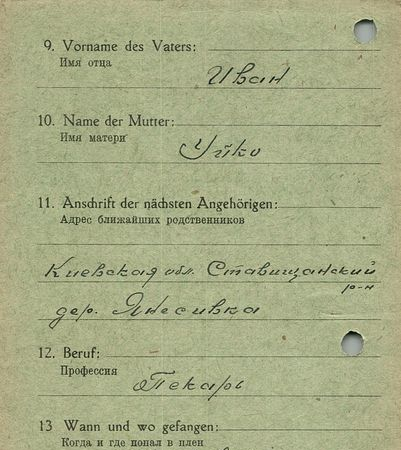 9. Vorname des Vaters:
Имя отца
Иван
10. Name der Mutter:
Имя матери
Уйко
11. Anschrift der nächsten Angehörigen:
Адрес ближайших родственников
Киевская обл. Ставищанский
р-н
дер. Янесивка
12. Beruf:
Профессия
Пекарь
13 Wann und wo gefangen:
Когда и где попал в плен